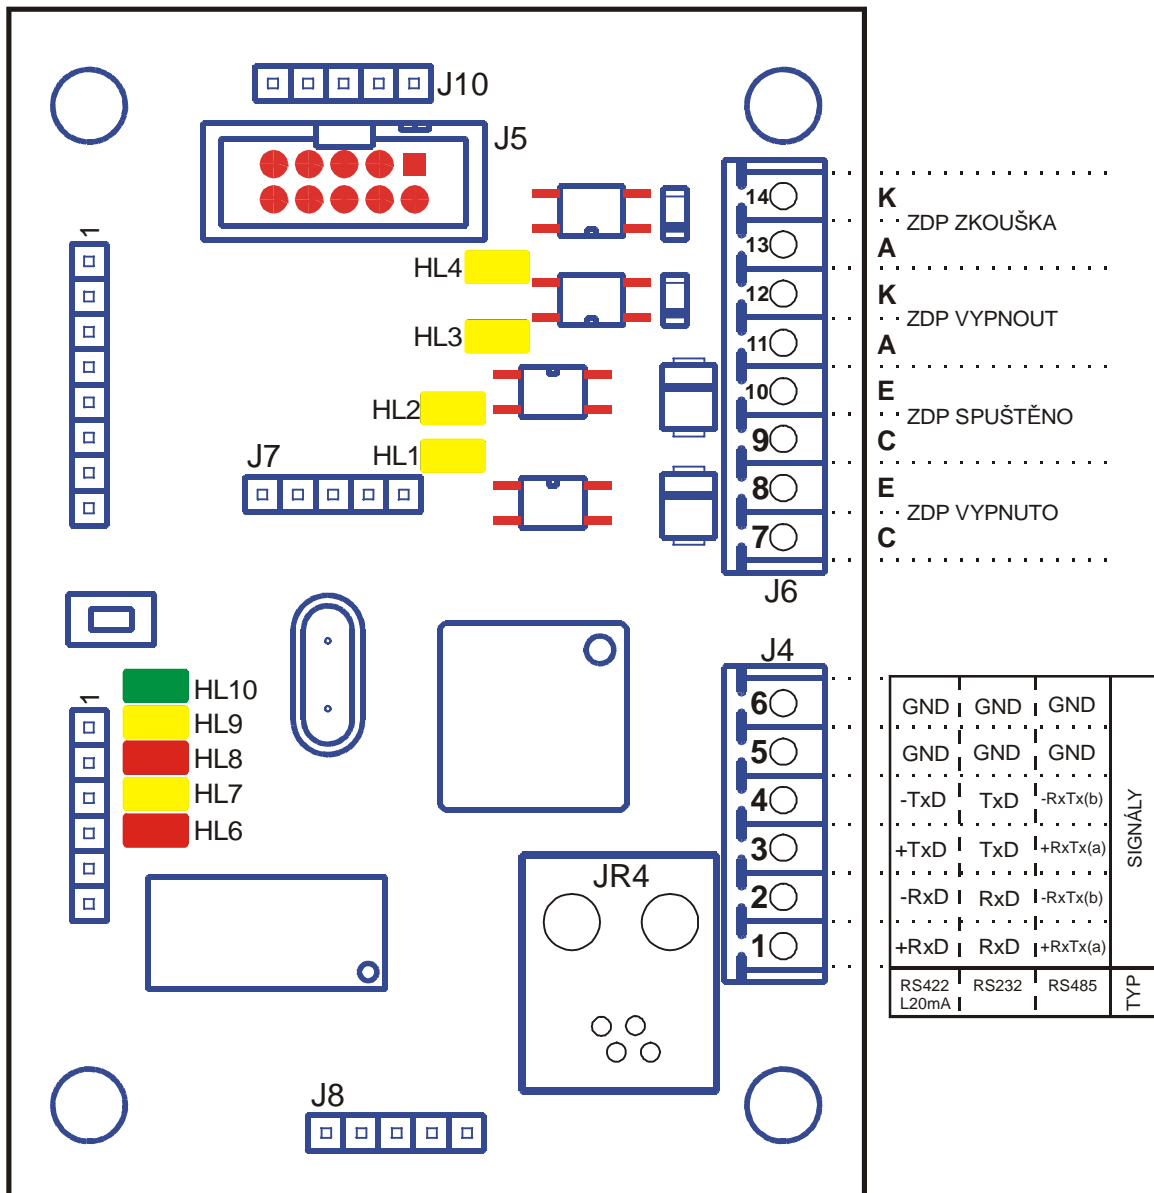 J10
J5
1
14 K
ZDP ZKOUŠKA
13 A
HL4
12 K
ZDP VYPNOUT
HL3
11 A
10 E
HL2
ZDP SPUŠTĚNO
9 C
HL1
J7
8 E
ZDP VYPNUTO
7 C
J6
J4
1
HL10
HL9
HL8
HL7
HL6
6 GND GND GND
5 GND GND GND
4 -TxD TxD -RxTx(b)
3 +TxD TxD +RxTx(a)
2 -RxD RxD -RxTx(b)
1 +RxD RxD +RxTx(a)
SIGNÁLY
RS422 RS232 RS485
L20mA
TYP
JR4
J8